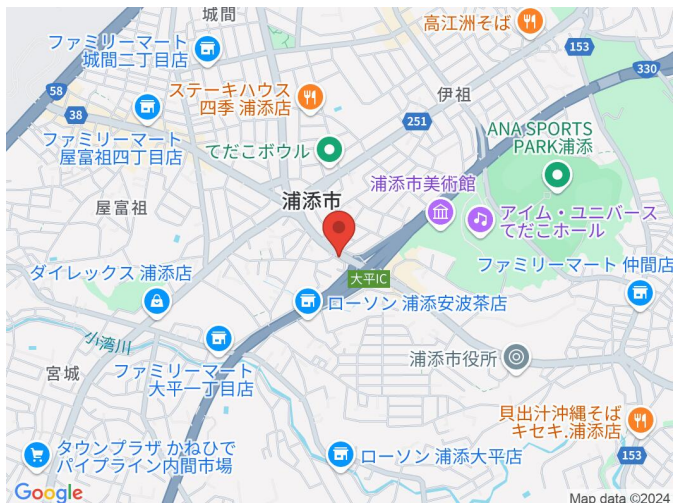 城間
高江洲そば
ファミリーマート
城間二丁目店
153
伊祖
330
58
ステーキハウス
四季 浦添店
38
251
ANA SPORTS
PARK浦添
ファミリーマート
屋富祖四丁目店
てだこボウル
浦添市美術館
浦添市
屋富祖
アイム・ユニバース
てだこホール
ダイレックス 浦添店
大平IC
ファミリーマート 仲間店
ローソン 浦添安波茶店
小湾川
宮城
ファミリーマート
大平一丁目店
浦添市役所
貝出汁沖縄そば
キセキ.浦添店
タウンプラザ かねひで
パイプライン内間市場
ローソン 浦添大平店
153
Google
Map data ©2024